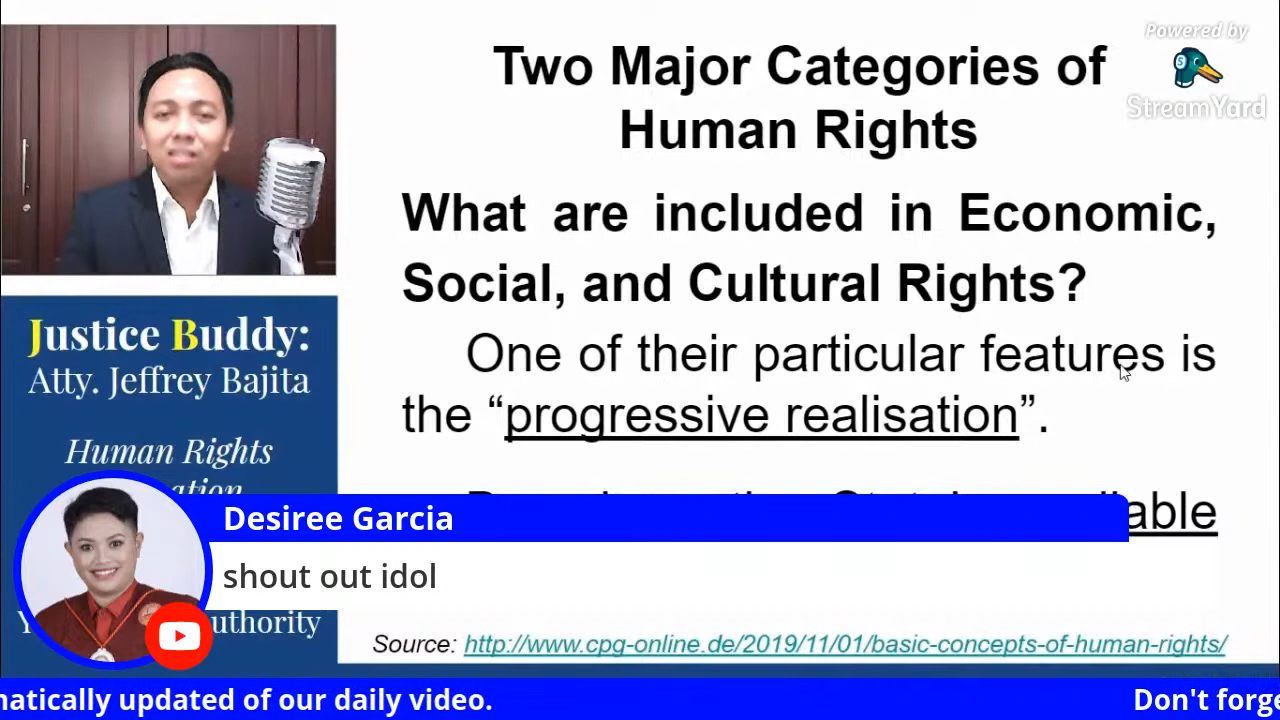 Powered by
StreamYard
Two Major Categories of
Human Rights
What are included in Economic,
Social, and Cultural Rights?
One of their particular features is
the “progressive realisation”.
Justice Buddy:
Atty. Jeffrey Bajita
Human Rights
Desiree Garcia
shout out idol
Source: http://www.cpg-online.de/2019/11/01/basic-concepts-of-human-rights/
matically updated of our daily video.
Don't forge